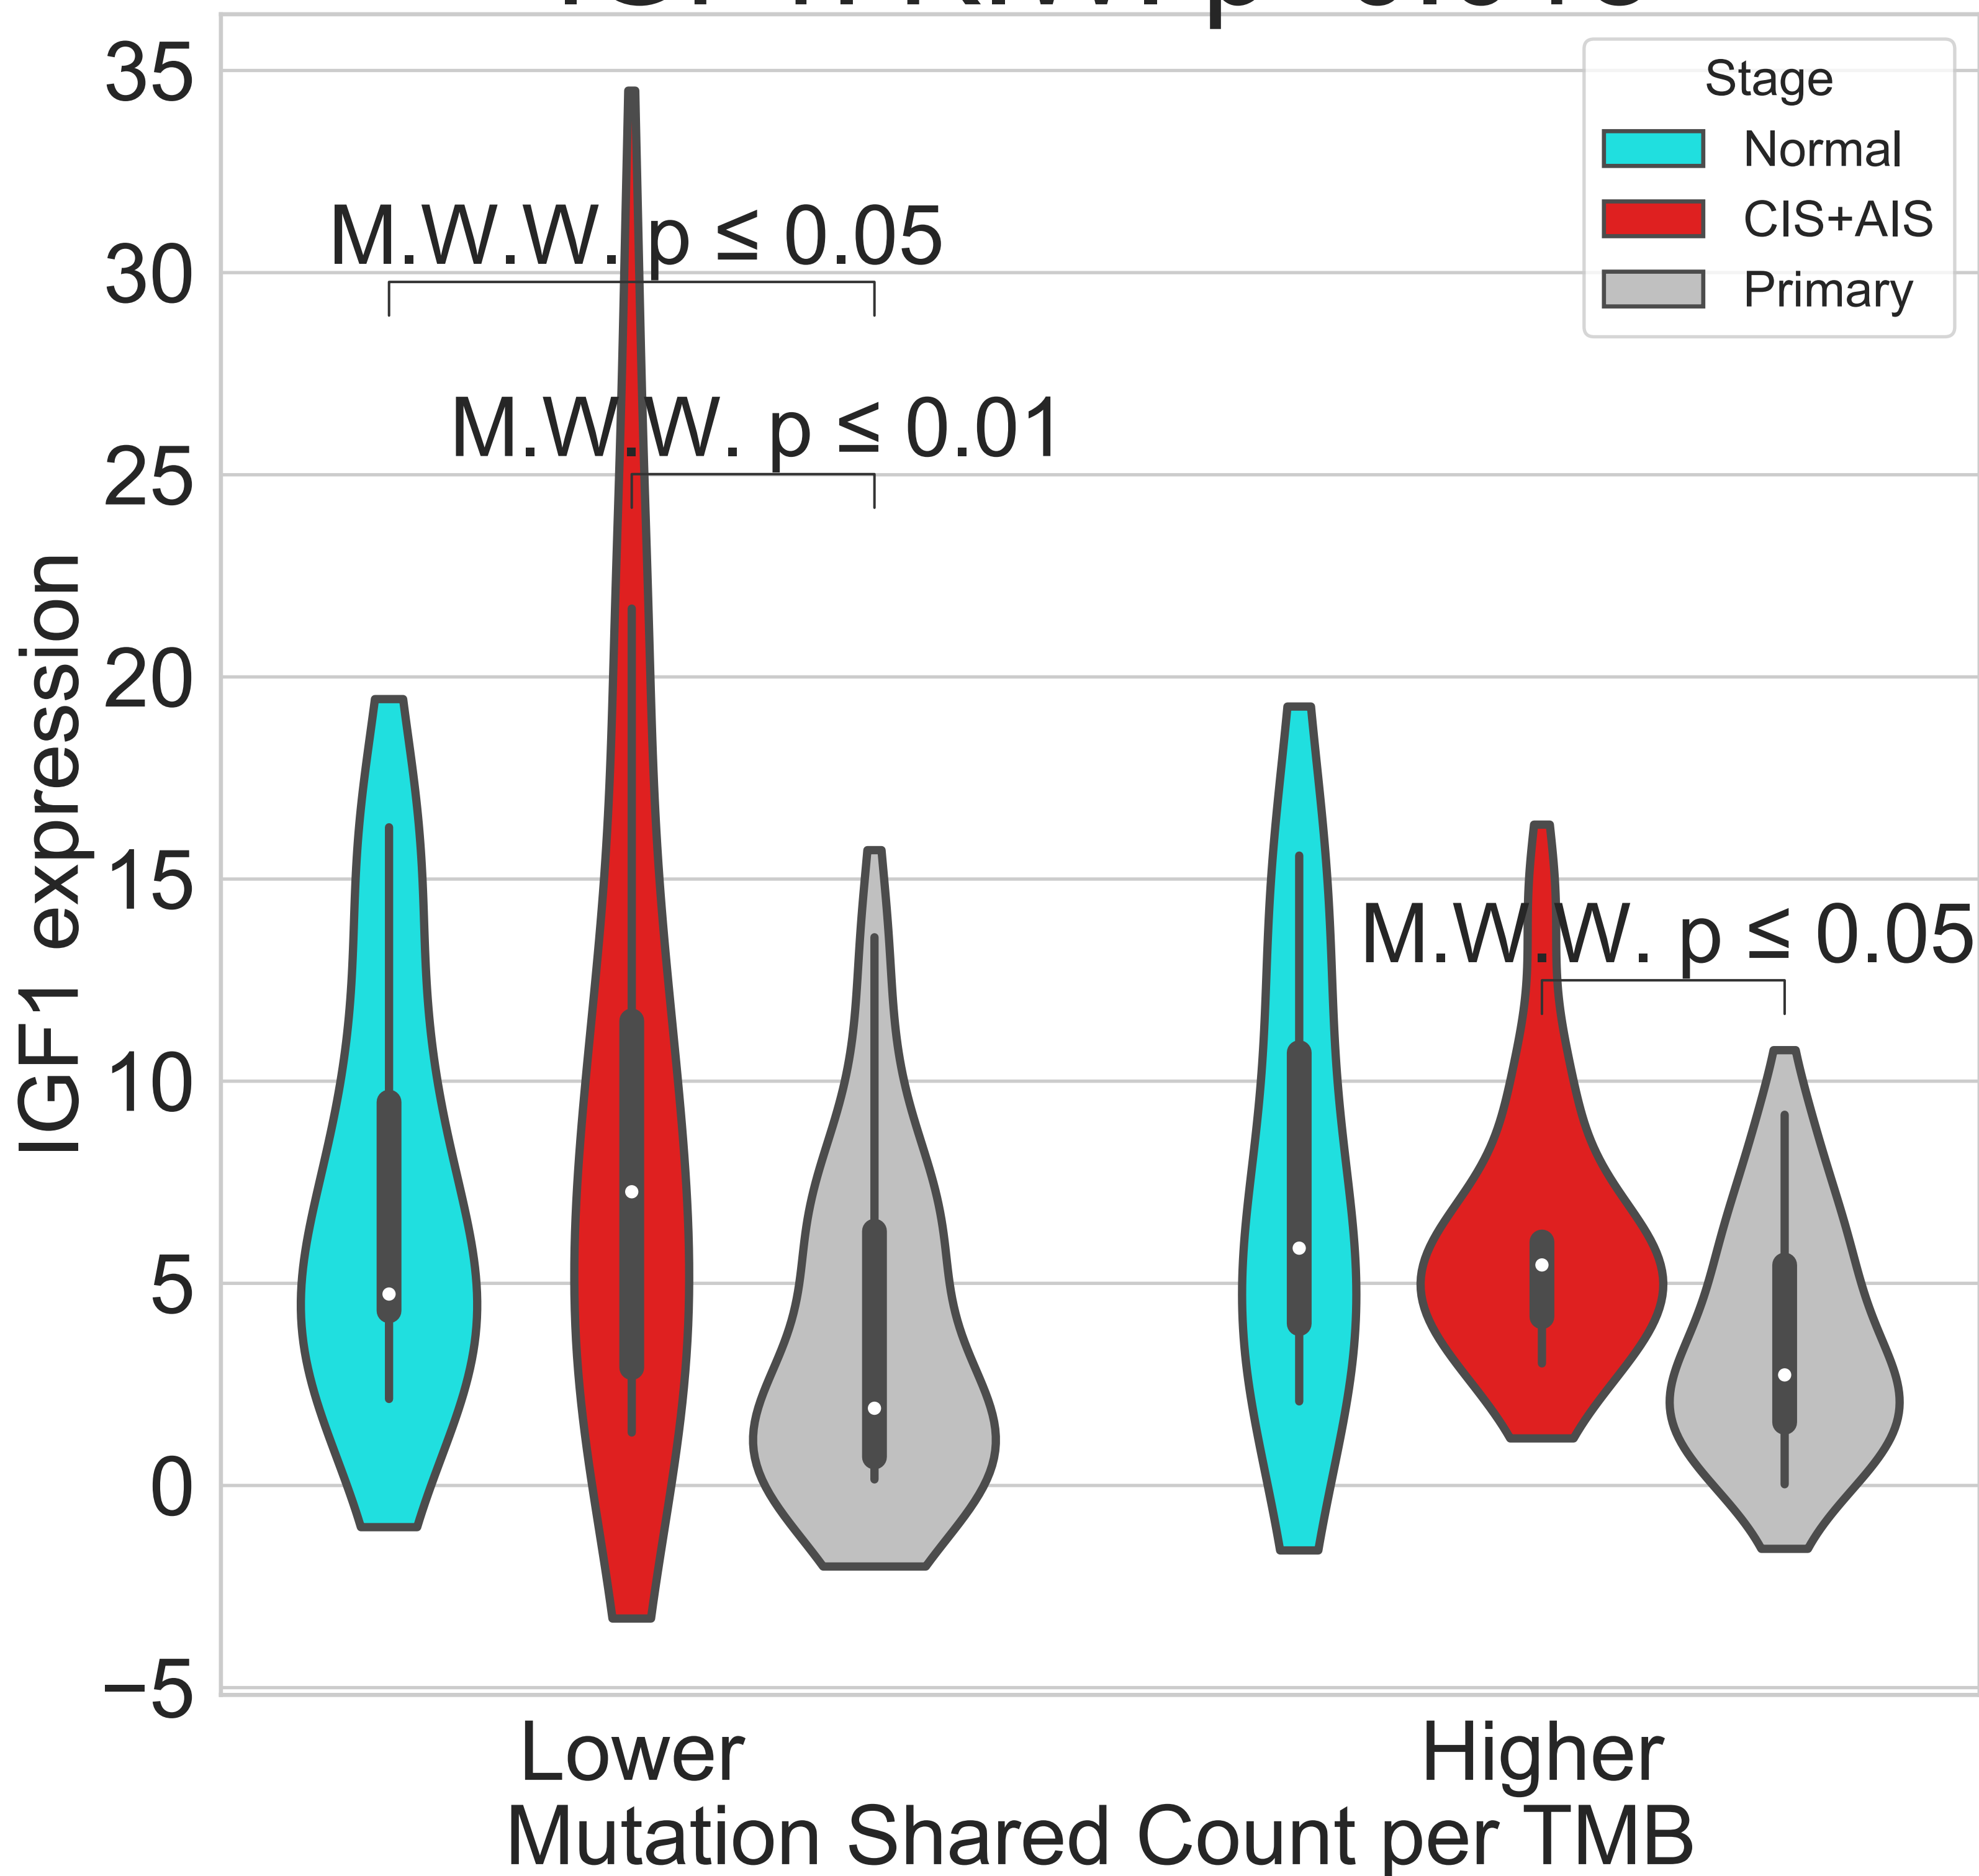 35
30
25
20
15
10
5
0
−5
IGF1 expression
Stage
Normal
CIS+AIS
Primary
M.W.W. p ≤ 0.05
M.W.W. p ≤ 0.01
M.W.W. p ≤ 0.05
Lower
Higher
Mutation Shared Count per TMB